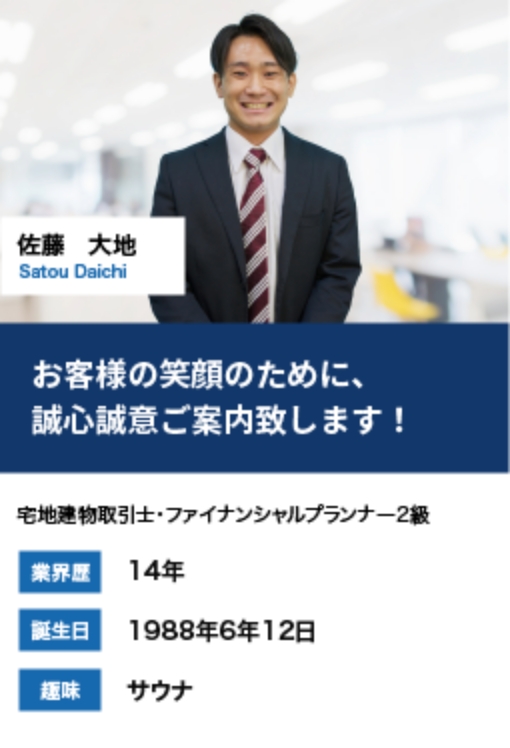 佐藤　大地
Satou Daichi
お客様の笑顔のために、
誠心誠意ご案内致します！
宅地建物取引士・ファイナンシャルプランナー2級
業界歴 14年
誕生日 1988年6年12日
趣味 サウナ